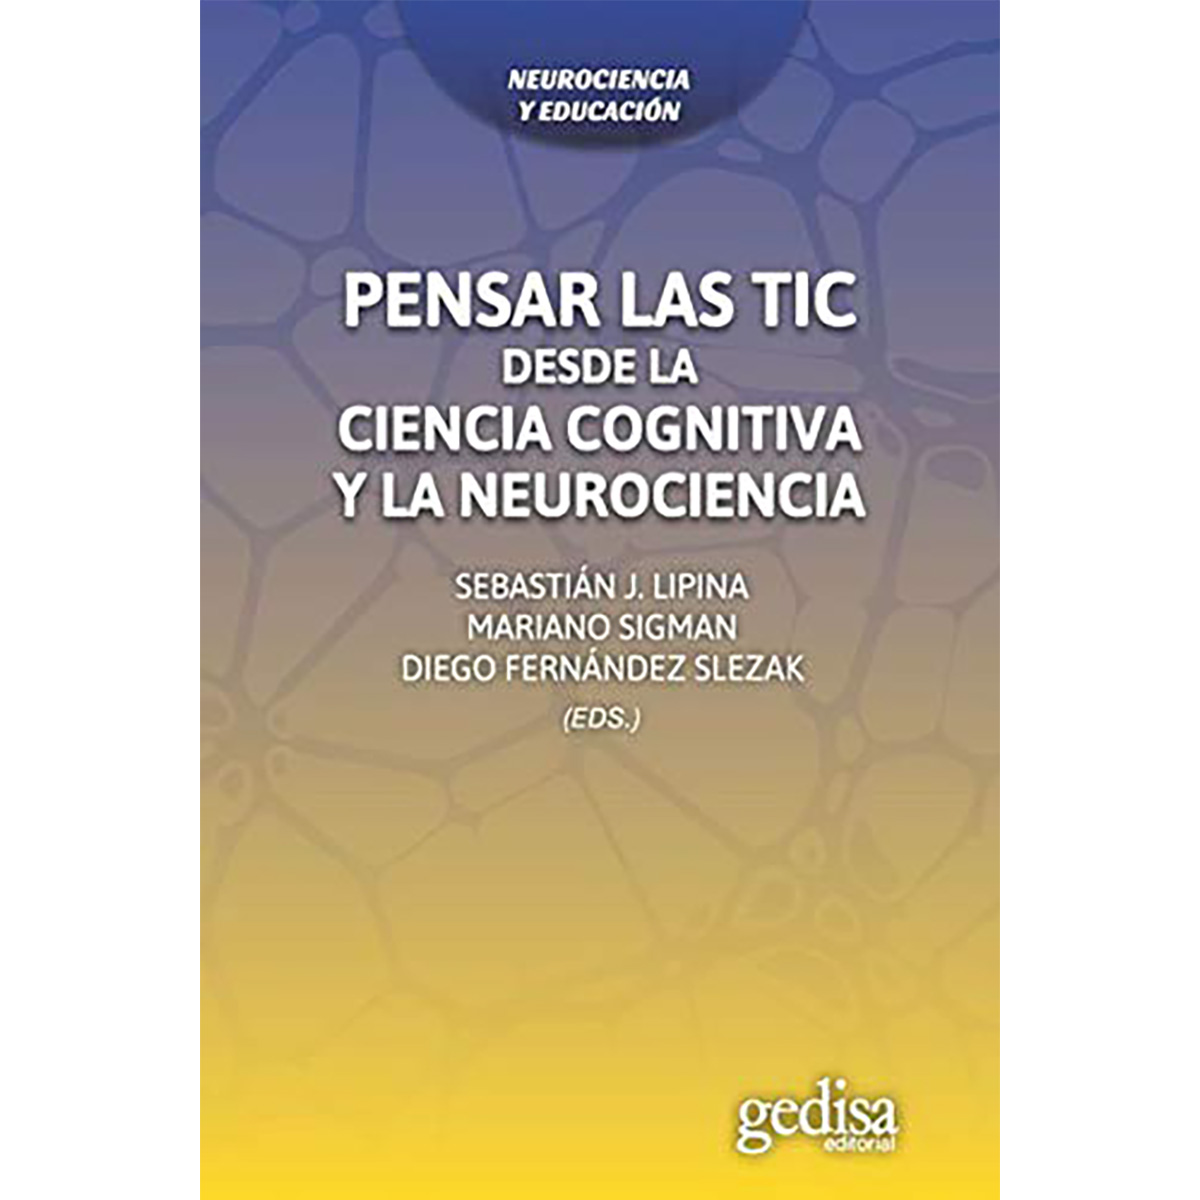 NEUROCIENCIA
Y EDUCACIÓN
PENSAR LAS TIC
DESDE LA
CIENCIA COGNITIVA
Y LA NEUROCIENCIA
SEBASTIÁN J. LIPINA
MARIANO SIGMAN
DIEGO FERNÁNDEZ SLEZAK
(EDS.)
gedisa
editorial